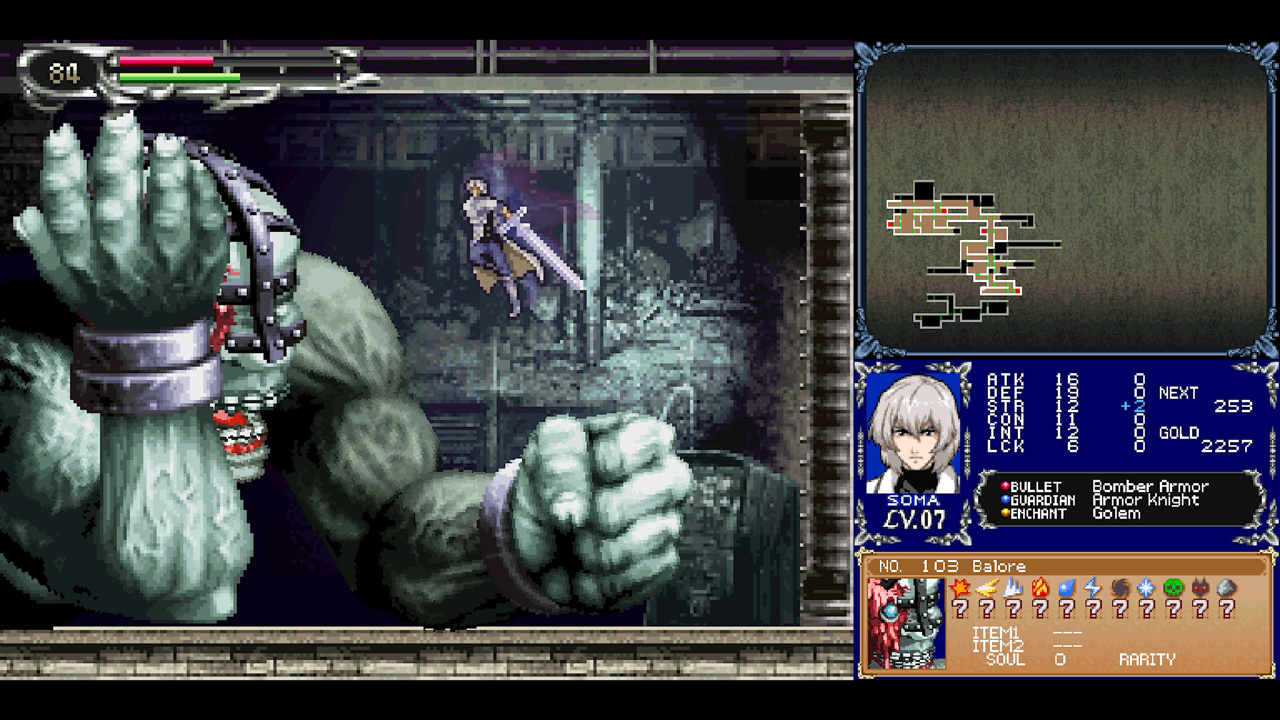 84
ATK 16 0
DEF 19 0 NEXT
STR 12 +2 253
CON 11 0
INT 12 0 GOLD
LCK 6 0 2257
BULLET Bomber Armor
GUARDIAN Armor Knight
ENCHANT Golem
SOMA
LV.07
NO. 103 Balore
? ? ? ? ? ? ? ? ? ? ?
ITEM1 ---
ITEM2 ---
SOUL 0 RARITY